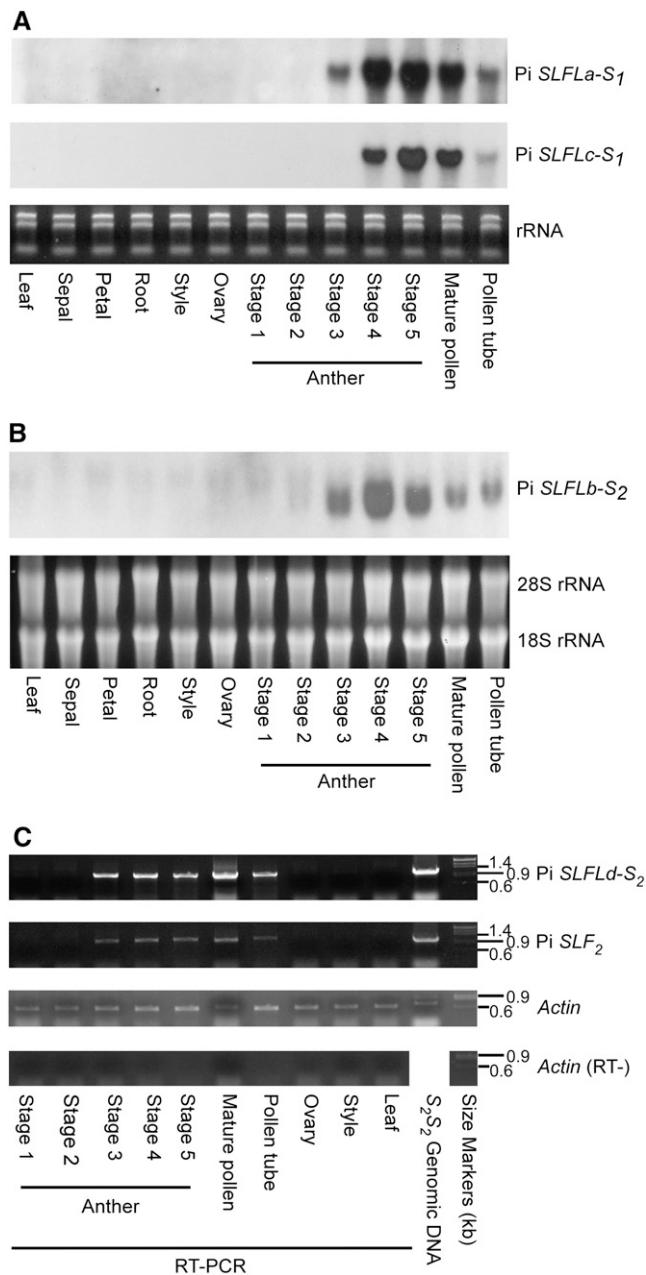 A
Pi SLFLa-S1
Pi SLFLc-S1
rRNA
Leaf
Sepal
Petal
Root
Style
Ovary
Stage 1
Stage 2
Stage 3
Stage 4
Stage 5
Mature pollen
Pollen tube
Anther
B
Pi SLFLb-S2
28S rRNA
18S rRNA
Leaf
Sepal
Petal
Root
Style
Ovary
Stage 1
Stage 2
Stage 3
Stage 4
Stage 5
Mature pollen
Pollen tube
Anther
C
1.4
0.9 Pi SLFLd-S2
0.6
1.4
0.9 Pi SLF2
0.6
0.9
0.6 Actin
0.9
0.6 Actin (RT-)
Stage 1
Stage 2
Stage 3
Stage 4
Stage 5
Mature pollen
Pollen tube
Ovary
Style
Leaf
S2S2 Genomic DNA
Size Markers (kb)
Anther
RT-PCR